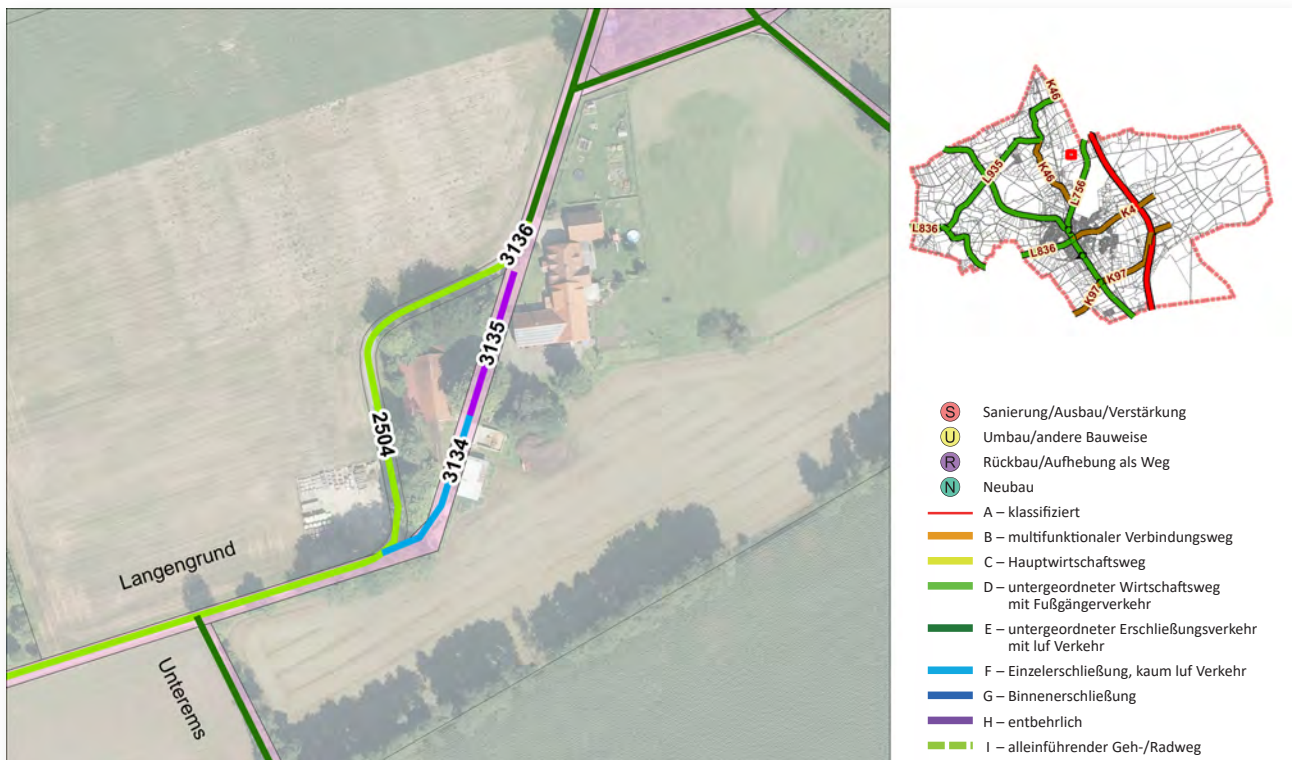 3136
3135
2504
3134
Langengrund
Unterems
K46
L935
K46
L756
K4
L836
L836
K97
K97
S Sanierung/Ausbau/Verstärkung
U Umbau/andere Bauweise
R Rückbau/Aufhebung als Weg
N Neubau
A – klassifiziert
B – multifunktionaler Verbindungsweg
C – Hauptwirtschaftsweg
D – untergeordneter Wirtschaftsweg
mit Fußgängerverkehr
E – untergeordneter Erschließungsverkehr
mit luf Verkehr
F – Einzelerschließung, kaum luf Verkehr
G – Binnenerschließung
H – entbehrlich
I – alleinführender Geh-/Radweg